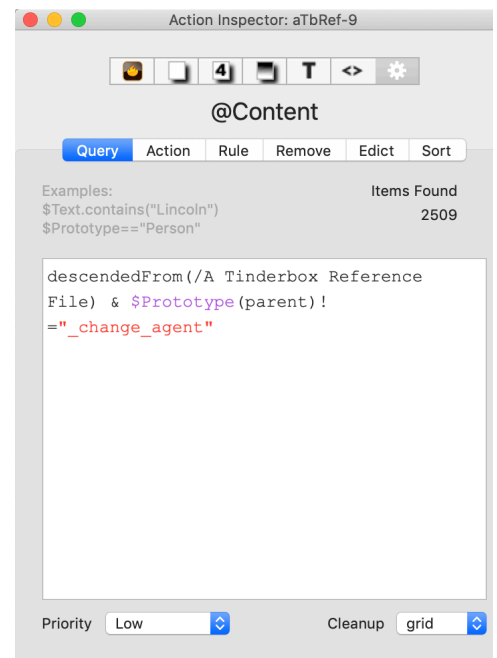 Action Inspector: aTbRef-9
4 T <>
@Content
Query Action Rule Remove Edict Sort
Examples: Items Found
$Text.contains("Lincoln") 2509
$Prototype=="Person"
descendedFrom(/A Tinderbox Reference
File) & $Prototype(parent)!
="_change_agent"
Priority Low Cleanup grid